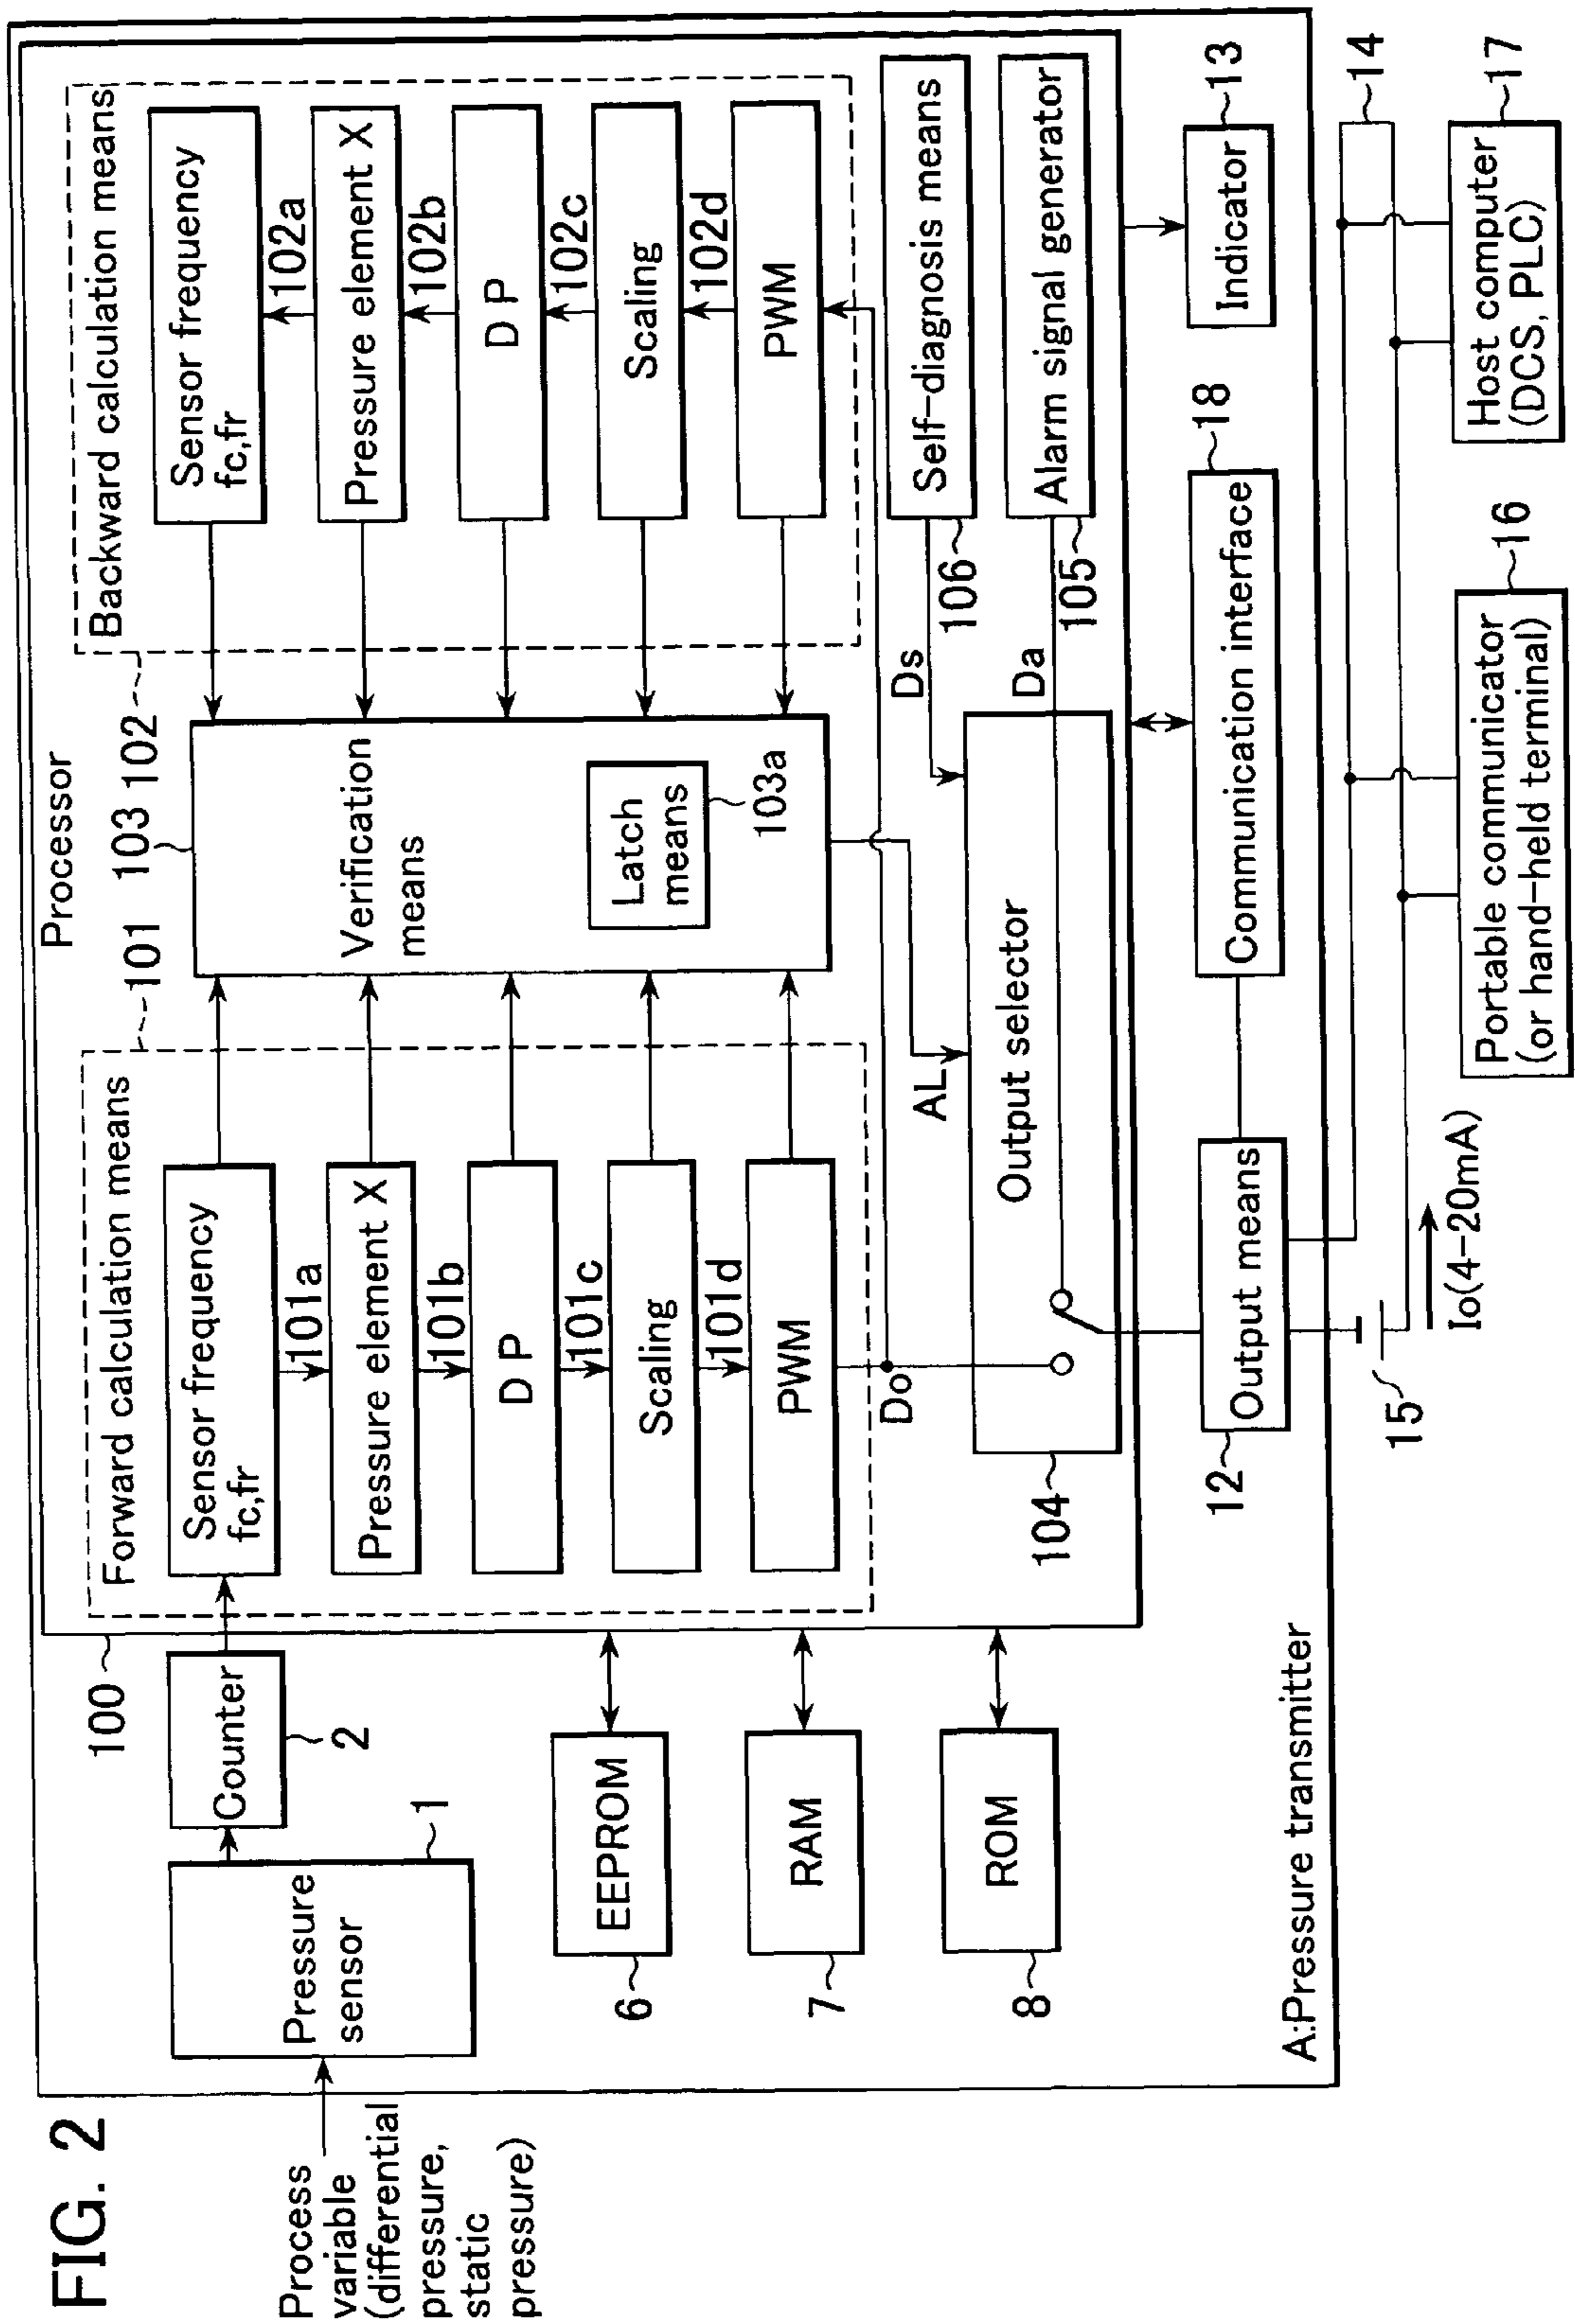 FIG. 2
Process
variable
(differential
pressure,
static
pressure)
Pressure
sensor
1
Counter
2
100
Processor
Forward calculation means
101
Sensor frequency
fc,fr
101a
Pressure element X
101b
D P
101c
Scaling
101d
PWM
103
Verification
means
Latch
means
103a
102
Backward calculation means
Sensor frequency
fc,fr
102a
Pressure element X
102b
D P
102c
Scaling
102d
PWM
EEPROM
6
RAM
7
ROM
8
Do
AL
Ds
Da
Self-diagnosis means
106
Alarm signal generator
105
Output selector
104
Output means
12
Communication interface
18
Indicator
13
A:Pressure transmitter
14
15
Io(4-20mA)
Portable communicator
(or hand-held terminal)
16
Host computer
(DCS, PLC)
17